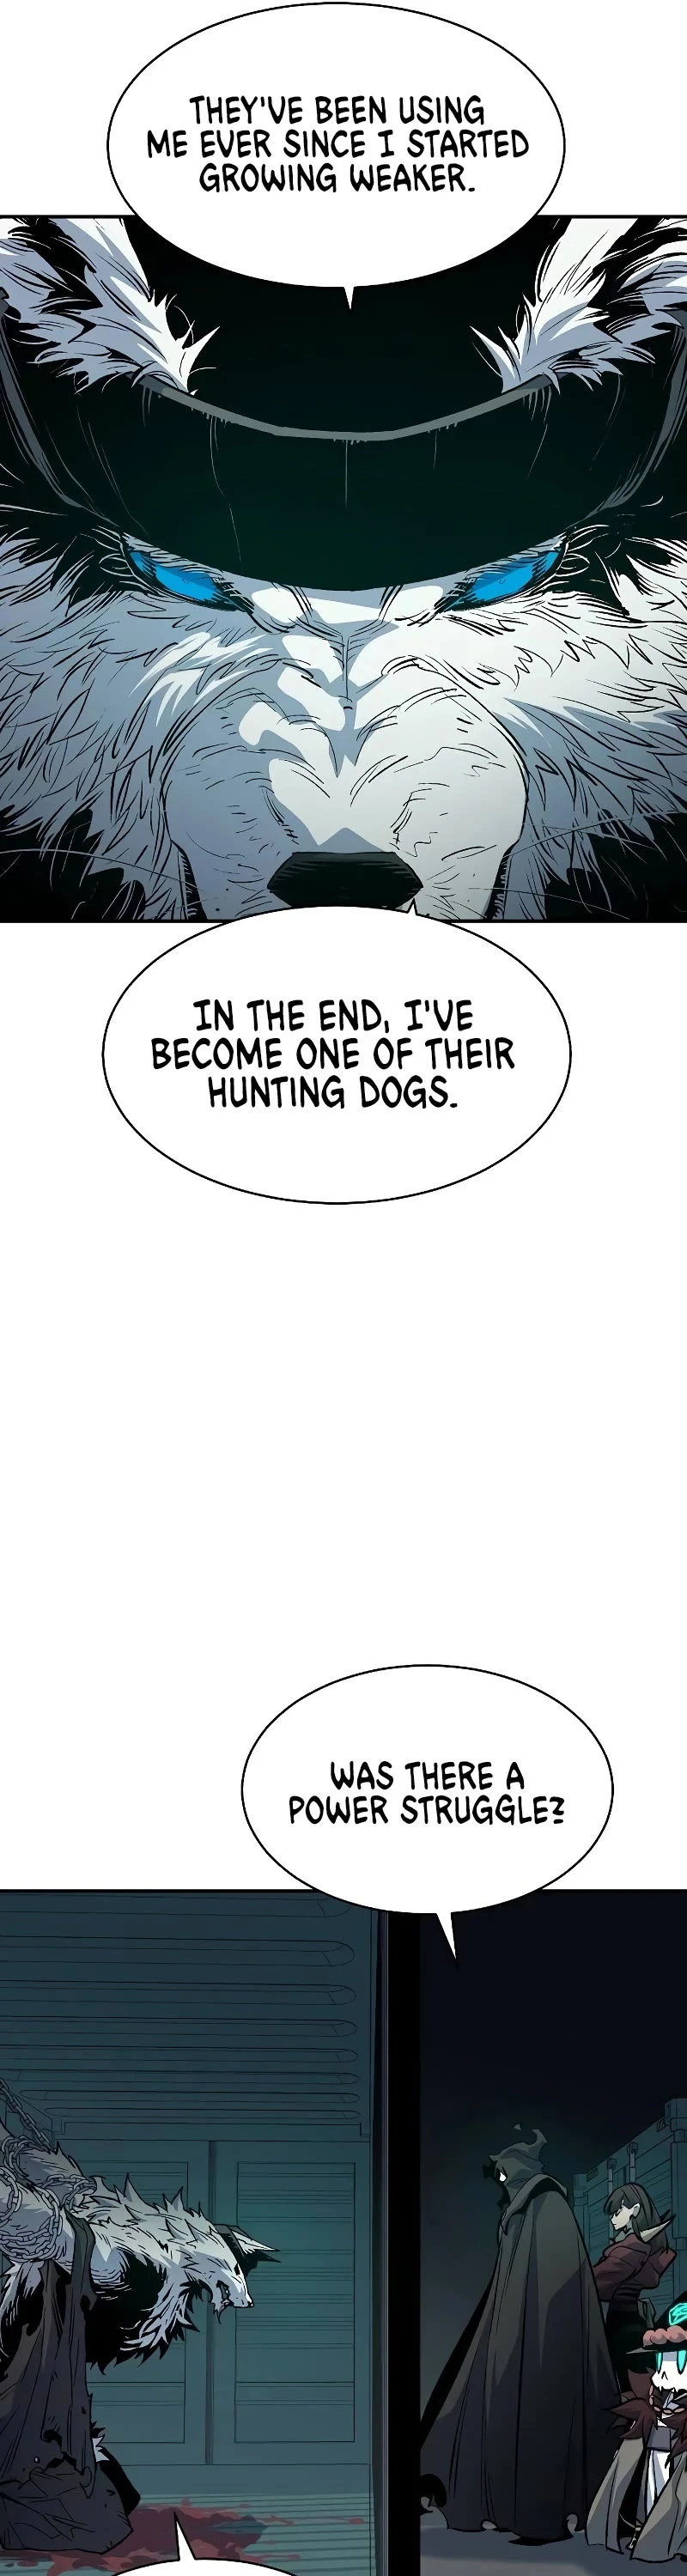 THEY'VE BEEN USING
ME EVER SINCE I STARTED
GROWING WEAKER.
IN THE END, I'VE
BECOME ONE OF THEIR
HUNTING DOGS.
WAS THERE A
POWER STRUGGLE?